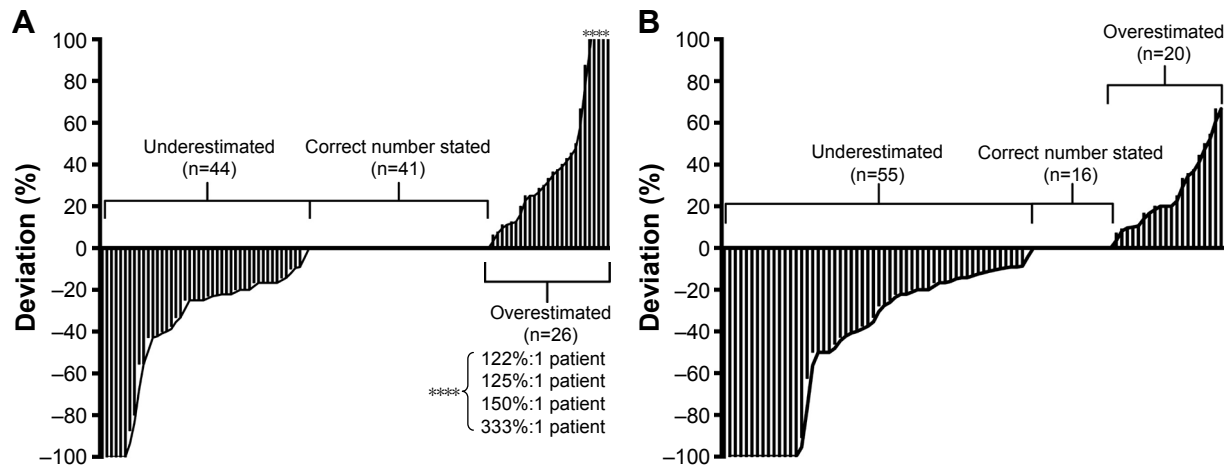 A
Deviation (%)
100
80
60
40
20
0
–20
–40
–60
–80
–100
Underestimated
(n=44)
Correct number stated
(n=41)
****
Overestimated
(n=26)
****
122%:1 patient
125%:1 patient
150%:1 patient
333%:1 patient
B
Deviation (%)
100
80
60
40
20
0
–20
–40
–60
–80
–100
Underestimated
(n=55)
Correct number stated
(n=16)
Overestimated
(n=20)